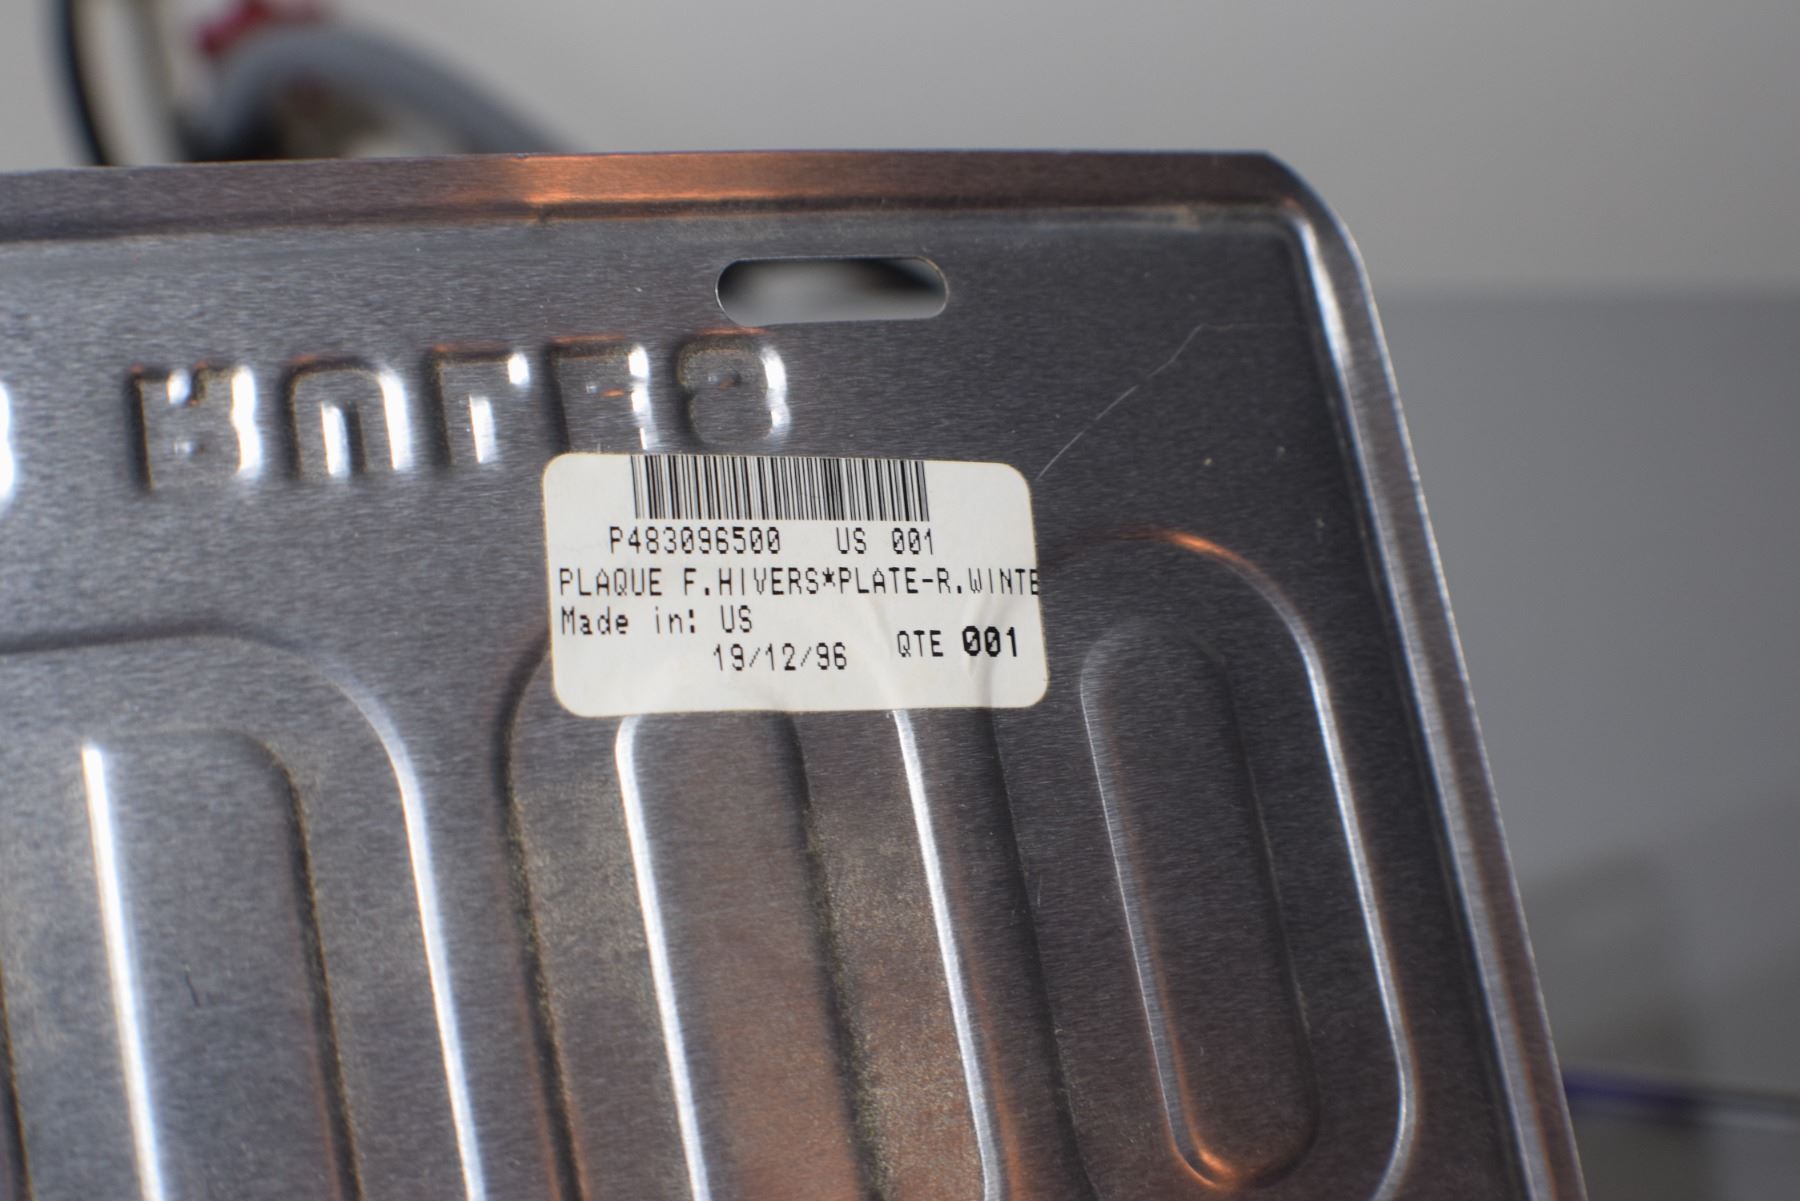 P483096500 US 001
PLAQUE F.HIVERS*PLATE-R.WINTE
Made in: US
19/12/96 QTE 001